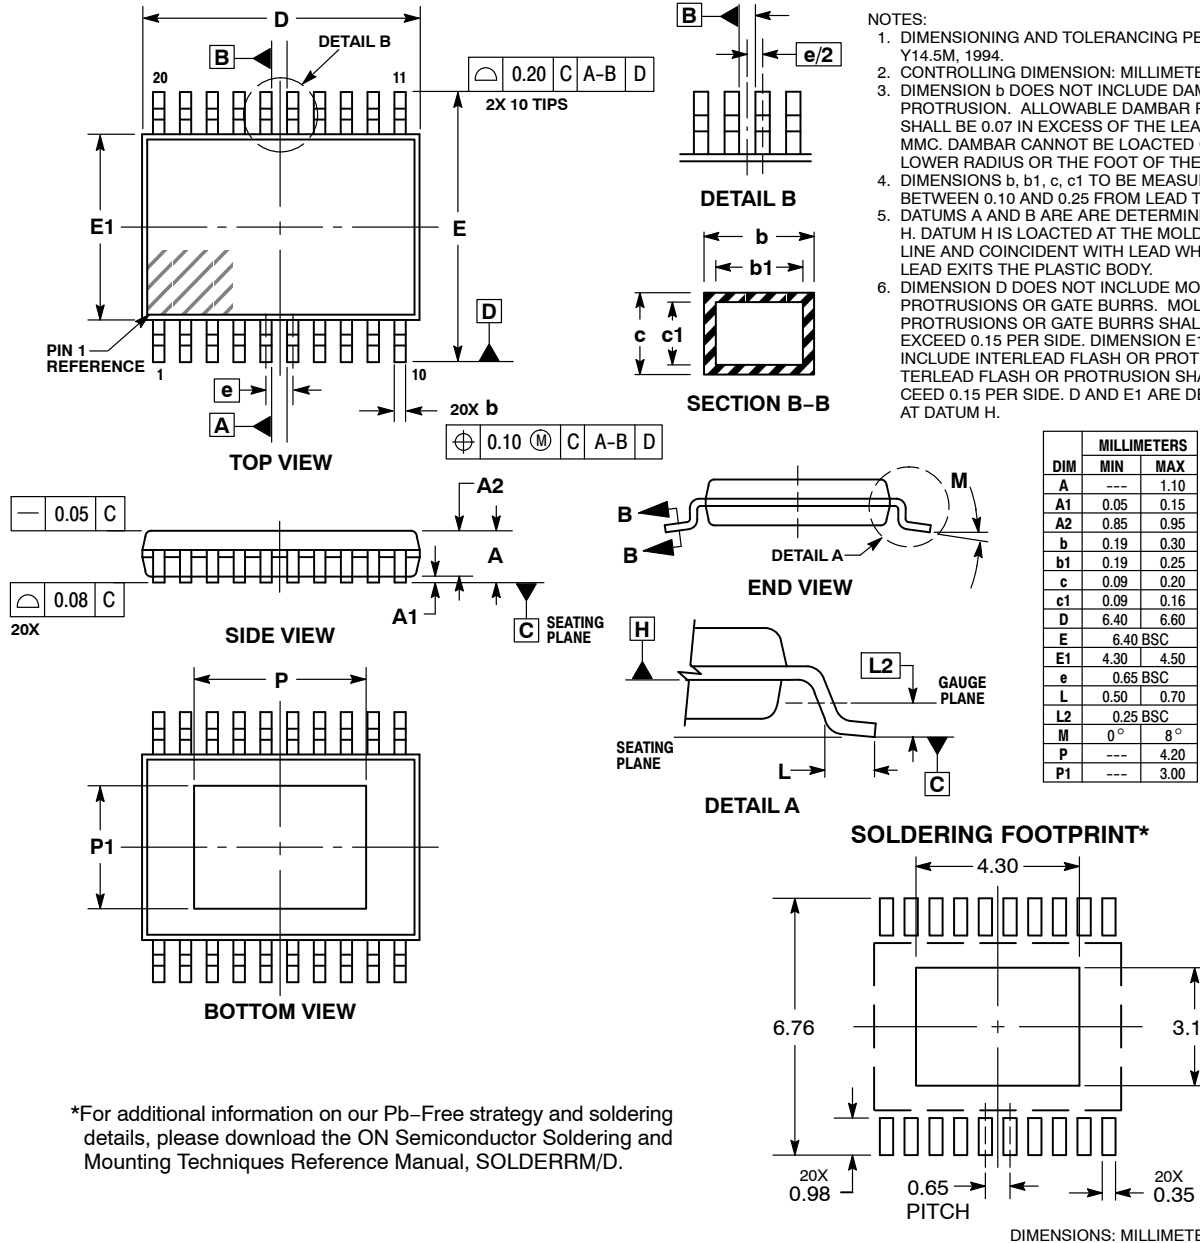 D
B
DETAIL B
20
11
0.20 C A–B D
2X 10 TIPS
E1
E
D
PIN 1
REFERENCE
1
10
e
20X b
A
0.10 Ⓜ C A–B D
TOP VIEW
B
e/2
DETAIL B
b
b1
c
c1
SECTION B–B
NOTES:
1. DIMENSIONING AND TOLERANCING
Y14.5M, 1994.
2. CONTROLLING DIMENSION:
3. DIMENSION b DOES NOT INCLUDE
PROTRUSION. ALLOWABLE DAMBAR
SHALL BE 0.07 IN EXCESS OF THE
MMC. DAMBAR CANNOT BE LOACTED
LOWER RADIUS OR THE FOOT OF THE
4. DIMENSIONS b, b1, c, c1 TO BE
BETWEEN 0.10 AND 0.25 FROM LEAD
5. DATUMS A AND B ARE ARE
H. DATUM H IS LOACTED AT THE MOLD
LINE AND COINCIDENT WITH LEAD
LEAD EXITS THE PLASTIC BODY.
6. DIMENSION D DOES NOT INCLUDE
PROTRUSIONS OR GATE BURRS.
PROTRUSIONS OR GATE BURRS SHALL
EXCEED 0.15 PER SIDE. DIMENSION E1
INCLUDE INTERLEAD FLASH OR
TERLEAD FLASH OR PROTRUSION
CEED 0.15 PER SIDE. D AND E1 ARE
AT DATUM H.
MILLIMETERS
DIM MIN MAX
A --- 1.10
A1 0.05 0.15
A2 0.85 0.95
b 0.19 0.30
b1 0.19 0.25
c 0.09 0.20
c1 0.09 0.16
D 6.40 6.60
E 6.40 BSC
E1 4.30 4.50
e 0.65 BSC
L 0.50 0.70
L2 0.25 BSC
M 0° 8°
P --- 4.20
P1 --- 3.00
— 0.05 C
A2
A
A1
0.08 C
20X
SIDE VIEW
C SEATING
PLANE
B
B
M
DETAIL A
END VIEW
H
L2
GAUGE
PLANE
SEATING
PLANE
L
C
DETAIL A
P
P1
BOTTOM VIEW
SOLDERING FOOTPRINT*
4.30
6.76
3.1
20X
0.98
0.65
PITCH
20X
0.35
DIMENSIONS:
*For additional information on our Pb–Free strategy and soldering
details, please download the ON Semiconductor Soldering and
Mounting Techniques Reference Manual, SOLDERRM/D.